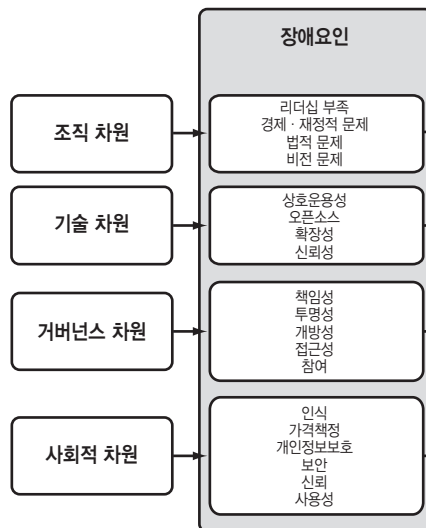 장애요인
조직 차원
리더십 부족
경제 · 재정적 문제
법적 문제
비전 문제
기술 차원
상호운용성
오픈소스
확장성
신뢰성
거버넌스 차원
책임성
투명성
개방성
접근성
참여
사회적 차원
인식
가격책정
개인정보보호
보안
신뢰
사용성